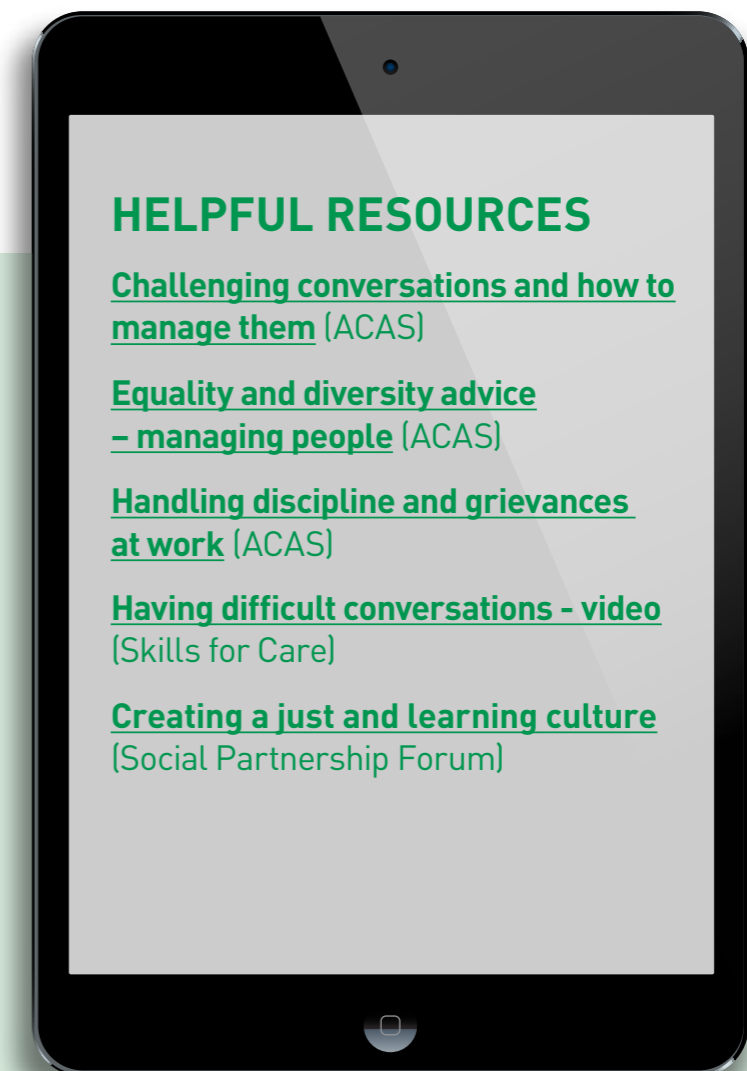 HELPFUL RESOURCES
Challenging conversations and how to
manage them (ACAS)
Equality and diversity advice
– managing people (ACAS)
Handling discipline and grievances
at work (ACAS)
Having difficult conversations - video
(Skills for Care)
Creating a just and learning culture
(Social Partnership Forum)